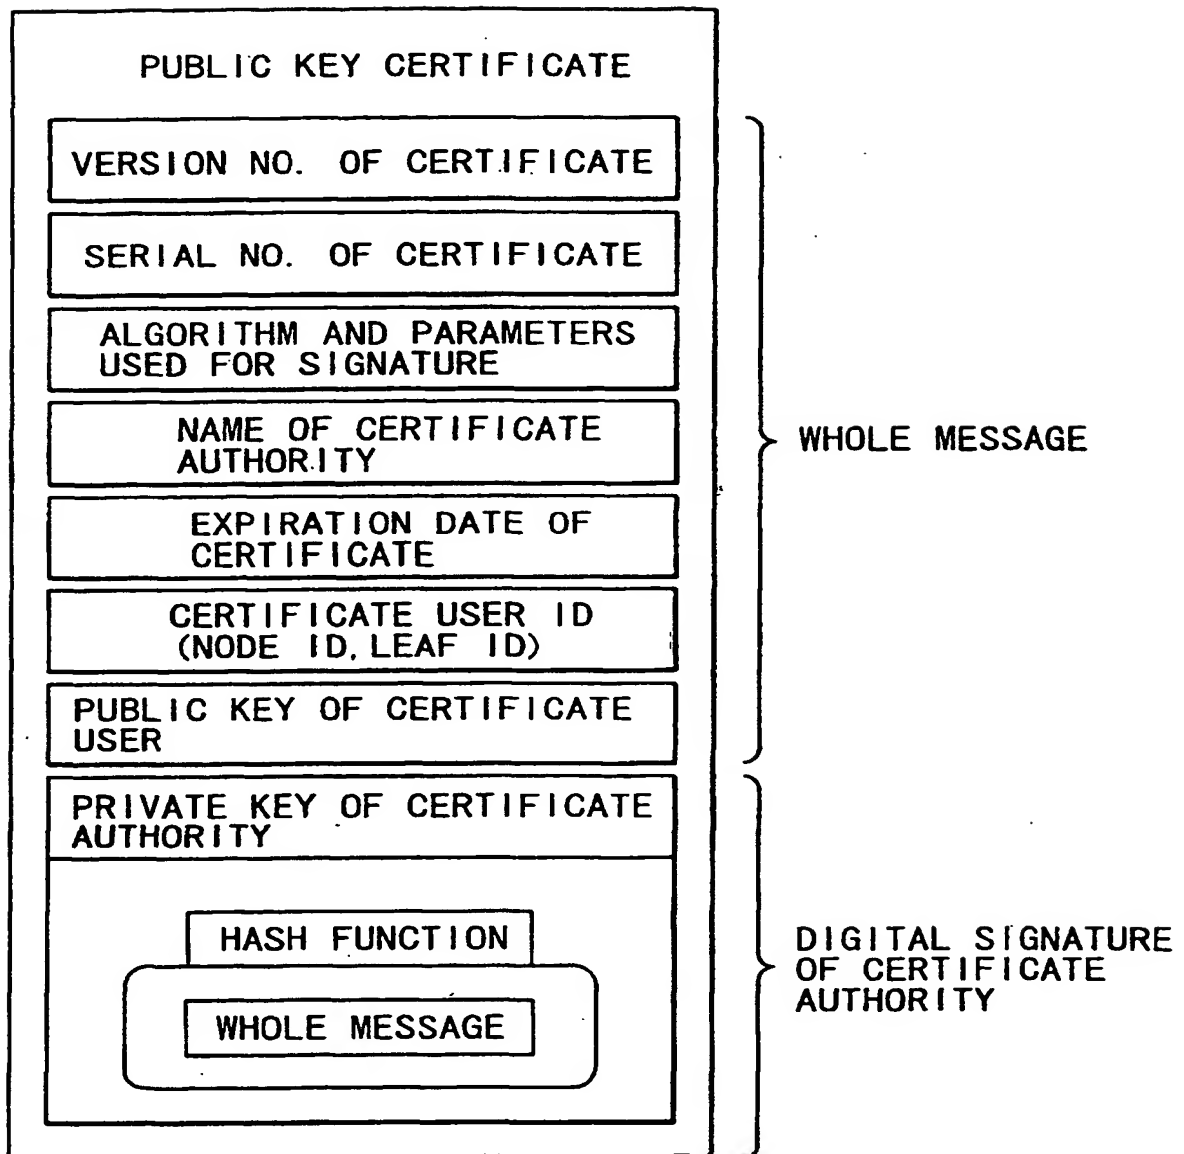 PUBLIC KEY CERTIFICATE
VERSION NO. OF CERTIFICATE
SERIAL NO. OF CERTIFICATE
ALGORITHM AND PARAMETERS
USED FOR SIGNATURE
NAME OF CERTIFICATE
AUTHORITY
EXPIRATION DATE OF
CERTIFICATE
CERTIFICATE USER ID
(NODE ID, LEAF ID)
PUBLIC KEY OF CERTIFICATE
USER
WHOLE MESSAGE
PRIVATE KEY OF CERTIFICATE
AUTHORITY
HASH FUNCTION
WHOLE MESSAGE
DIGITAL SIGNATURE
OF CERTIFICATE
AUTHORITY